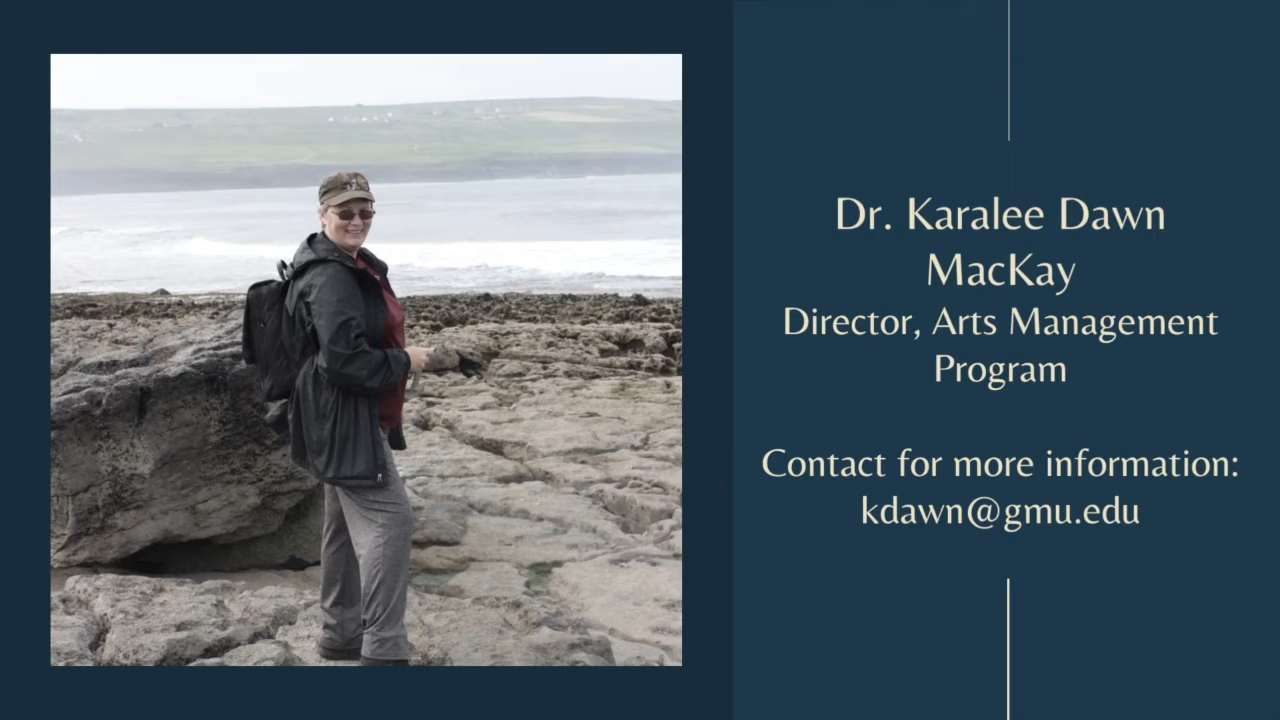 Dr. Karalee Dawn
MacKay
Director, Arts Management
Program
Contact for more information:
kdawn@gmu.edu